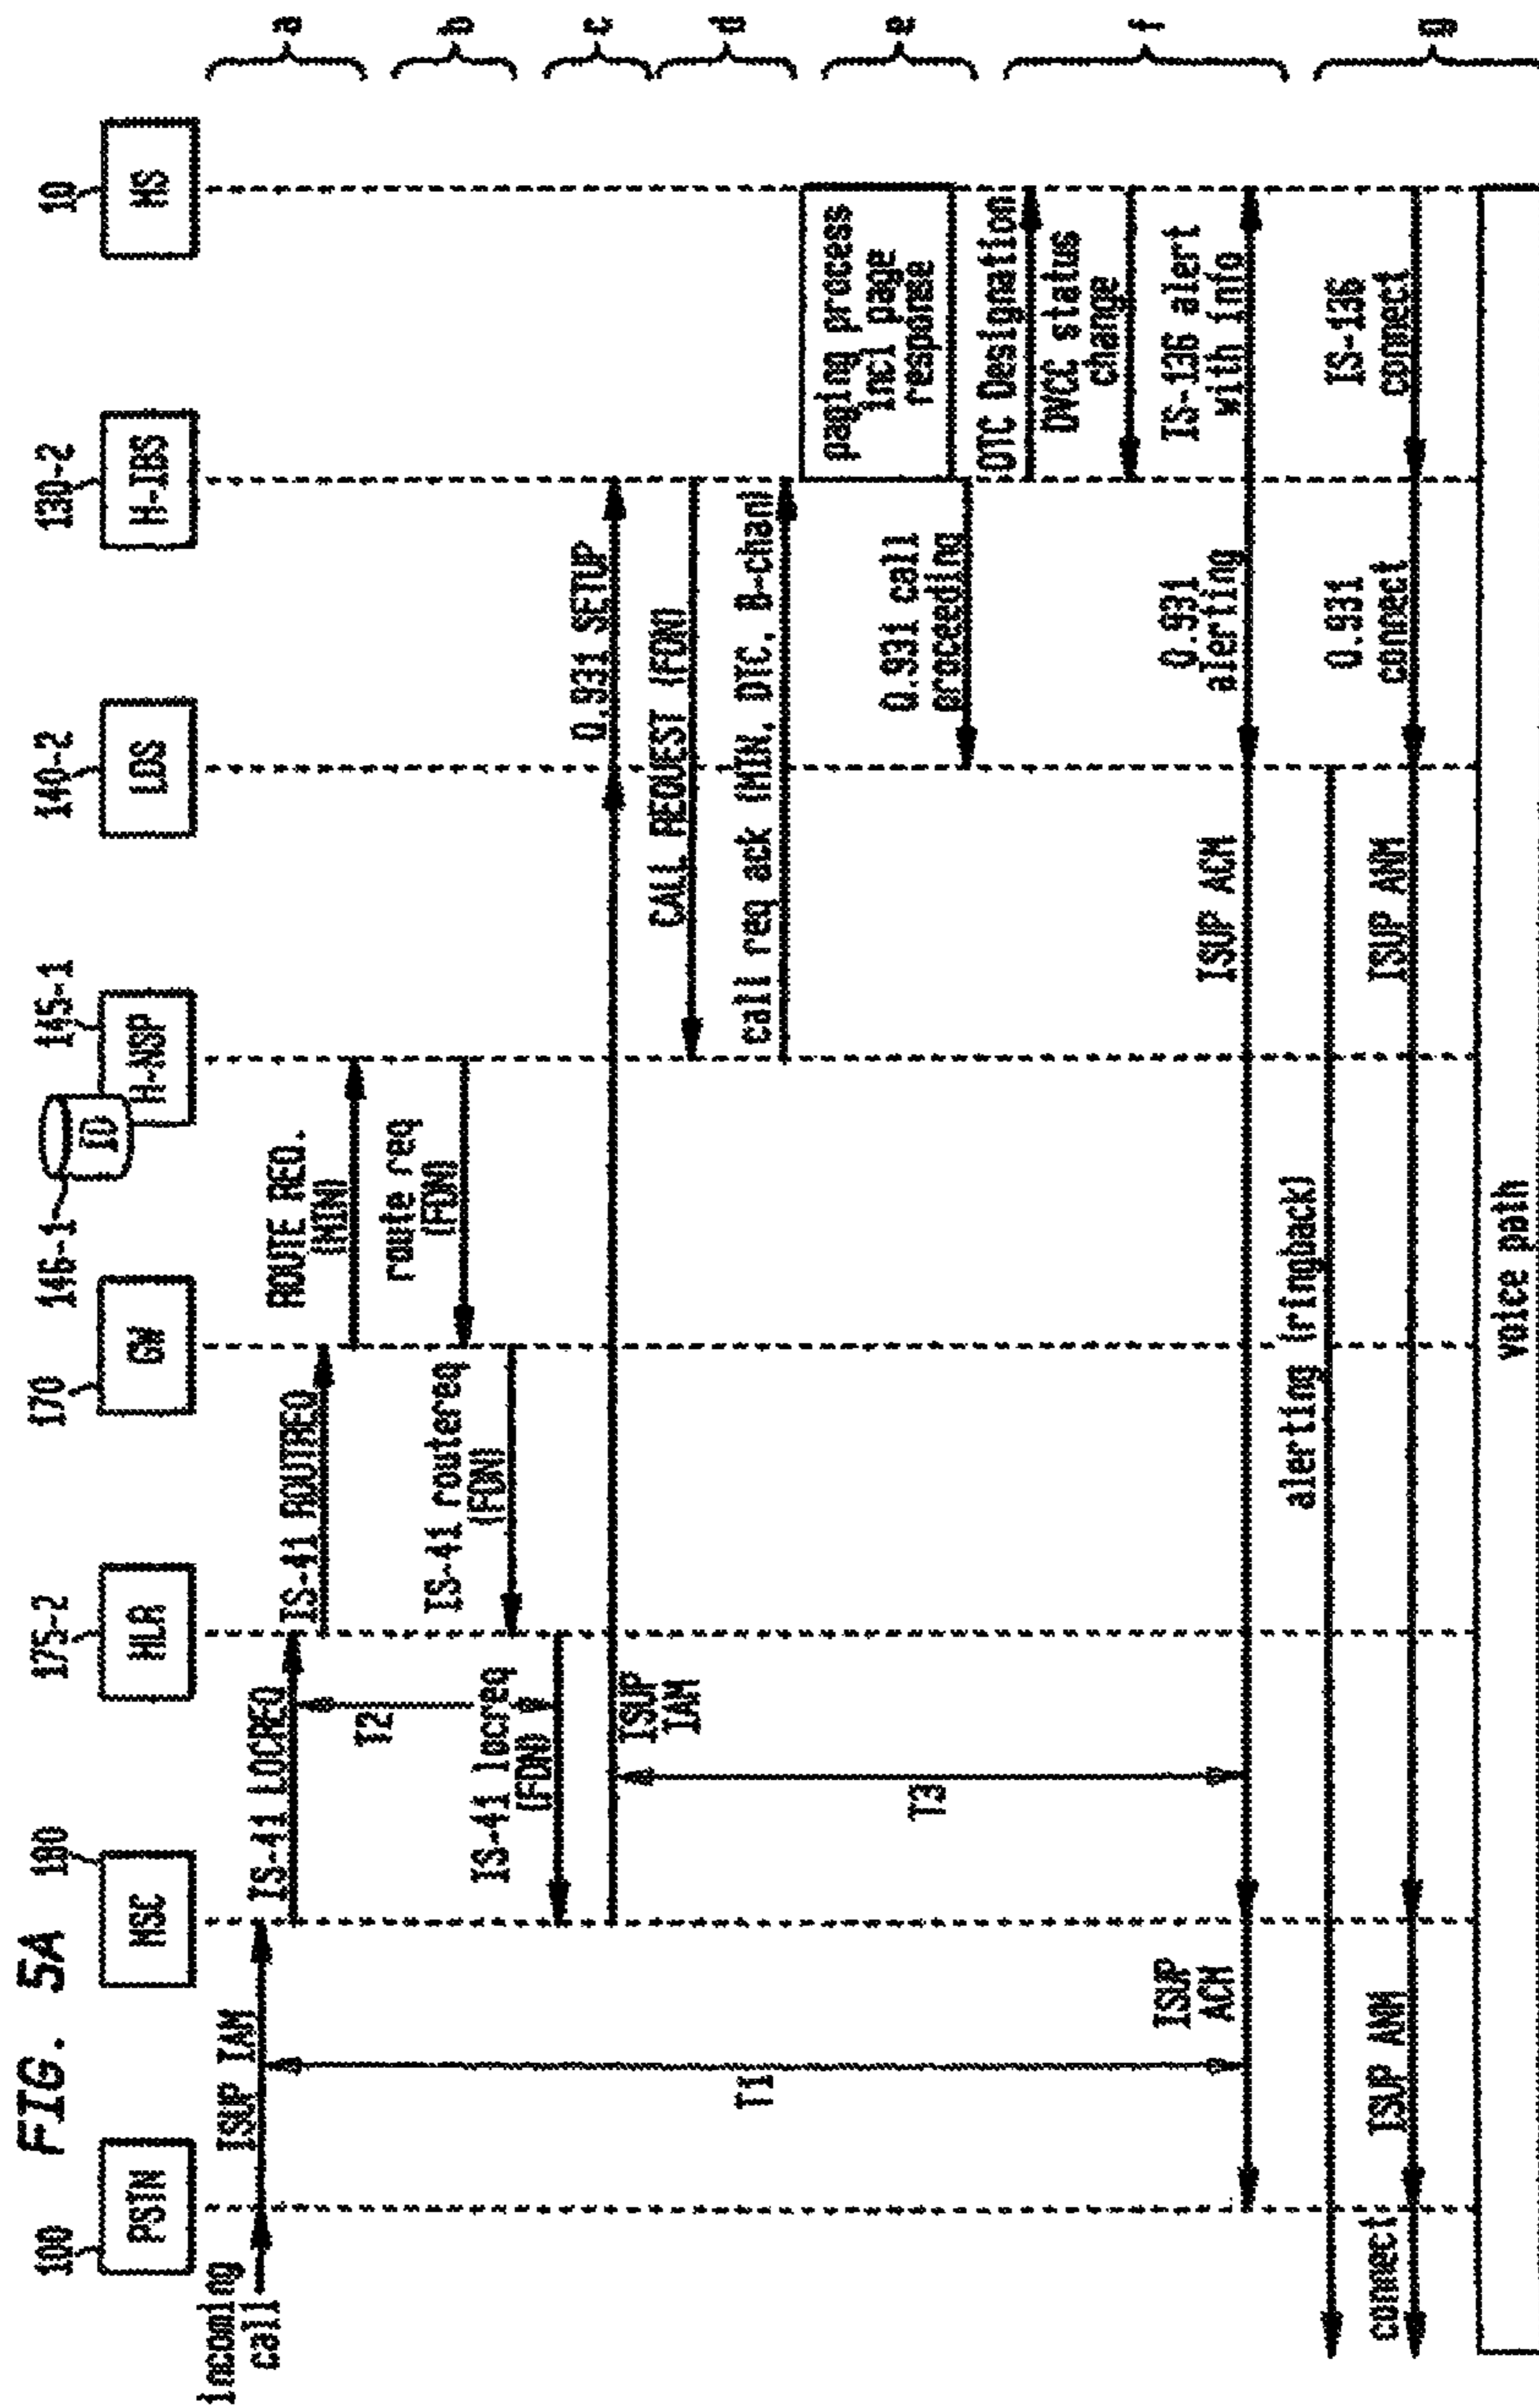 FIG. 5A
100
180
175-2
170
146-1
145-1
140-2
130-2
10
PSTN
MSC
HLR
GW
ID
H-NSP
LDS
H-IBS
MS
incoming
call
ISUP IAM
IS-41 LOCREQ
IS-41 ROUTREQ
ROUTE REQ.
(MIN)
a
route req
(FDN)
IS-41 routereq
(FDN)
T2
IS-41 locreq
(FDN)
b
ISUP
IAM
Q.931 SETUP
c
CALL REQUEST (FDN)
call req ack (MIN, DTC, B-chan)
d
paging process
incl page
response
Q.931 call
proceeding
e
T1
T3
DTC Designation
DVCC status
change
ISUP
ACM
ISUP ACM
Q.931
alerting
IS-136 alert
with info
alerting (ringback)
f
connect
ISUP ANM
ISUP ANM
Q.931
connect
IS-136
connect
g
voice path